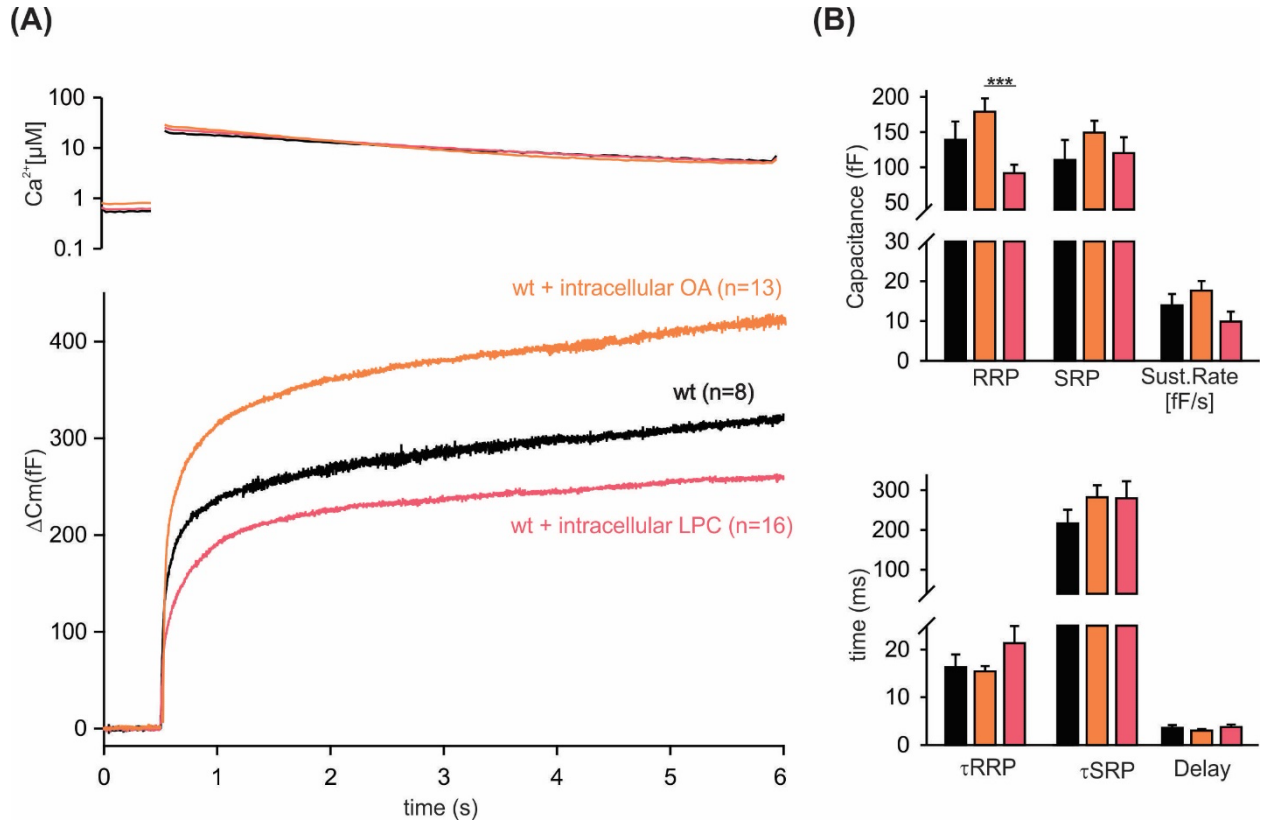 (A)
100
10
1
0.1
Ca²⁺[µM]
wt + intracellular OA (n=13)
wt (n=8)
wt + intracellular LPC (n=16)
400
300
200
100
0
ΔCm(fF)
0 1 2 3 4 5 6
time (s)
(B)
***
200
150
100
50
30
20
10
0
Capacitance (fF)
RRP SRP Sust.Rate
[fF/s]
300
200
100
20
10
0
time (ms)
τRRP τSRP Delay